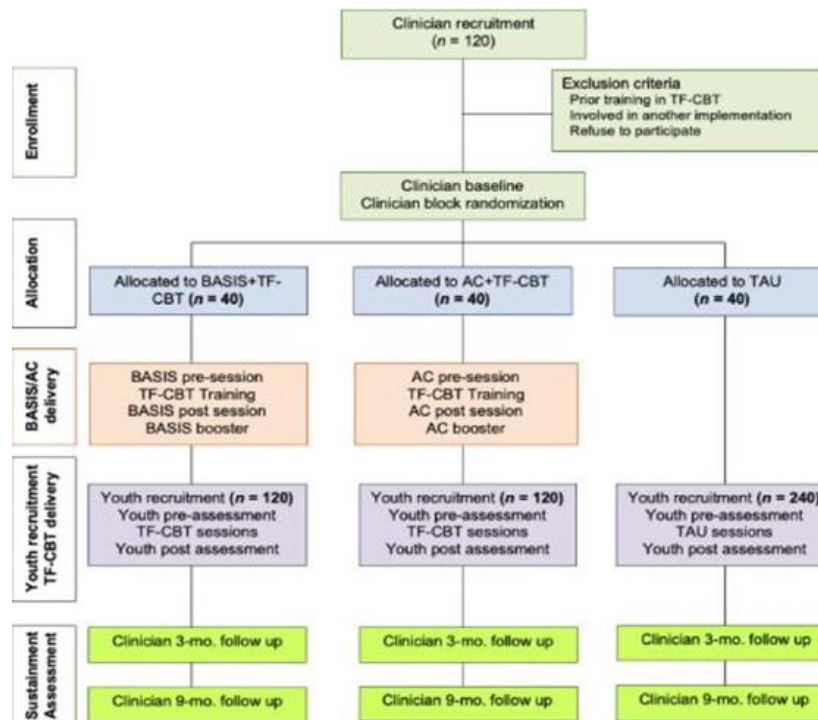 Clinician recruitment
(n = 120)
Enrollment
Exclusion criteria
Prior training in TF-CBT
Involved in another implementation
Refuse to participate
Clinician baseline
Clinician block randomization
Allocation
Allocated to BASIS+TF-
CBT (n = 40)
Allocated to AC+TF-CBT
(n = 40)
Allocated to TAU
(n = 40)
BASIS/AC
delivery
BASIS pre-session
TF-CBT Training
BASIS post session
BASIS booster
AC pre-session
TF-CBT Training
AC post session
AC booster
Youth recruitment
TF-CBT delivery
Youth recruitment (n = 120)
Youth pre-assessment
TF-CBT sessions
Youth post assessment
Youth recruitment (n = 120)
Youth pre-assessment
TF-CBT sessions
Youth post assessment
Youth recruitment (n = 240)
Youth pre-assessment
TAU sessions
Youth post assessment
Sustainment
Assessment
Clinician 3-mo. follow up
Clinician 3-mo. follow up
Clinician 3-mo. follow up
Clinician 9-mo. follow up
Clinician 9-mo. follow up
Clinician 9-mo. follow up